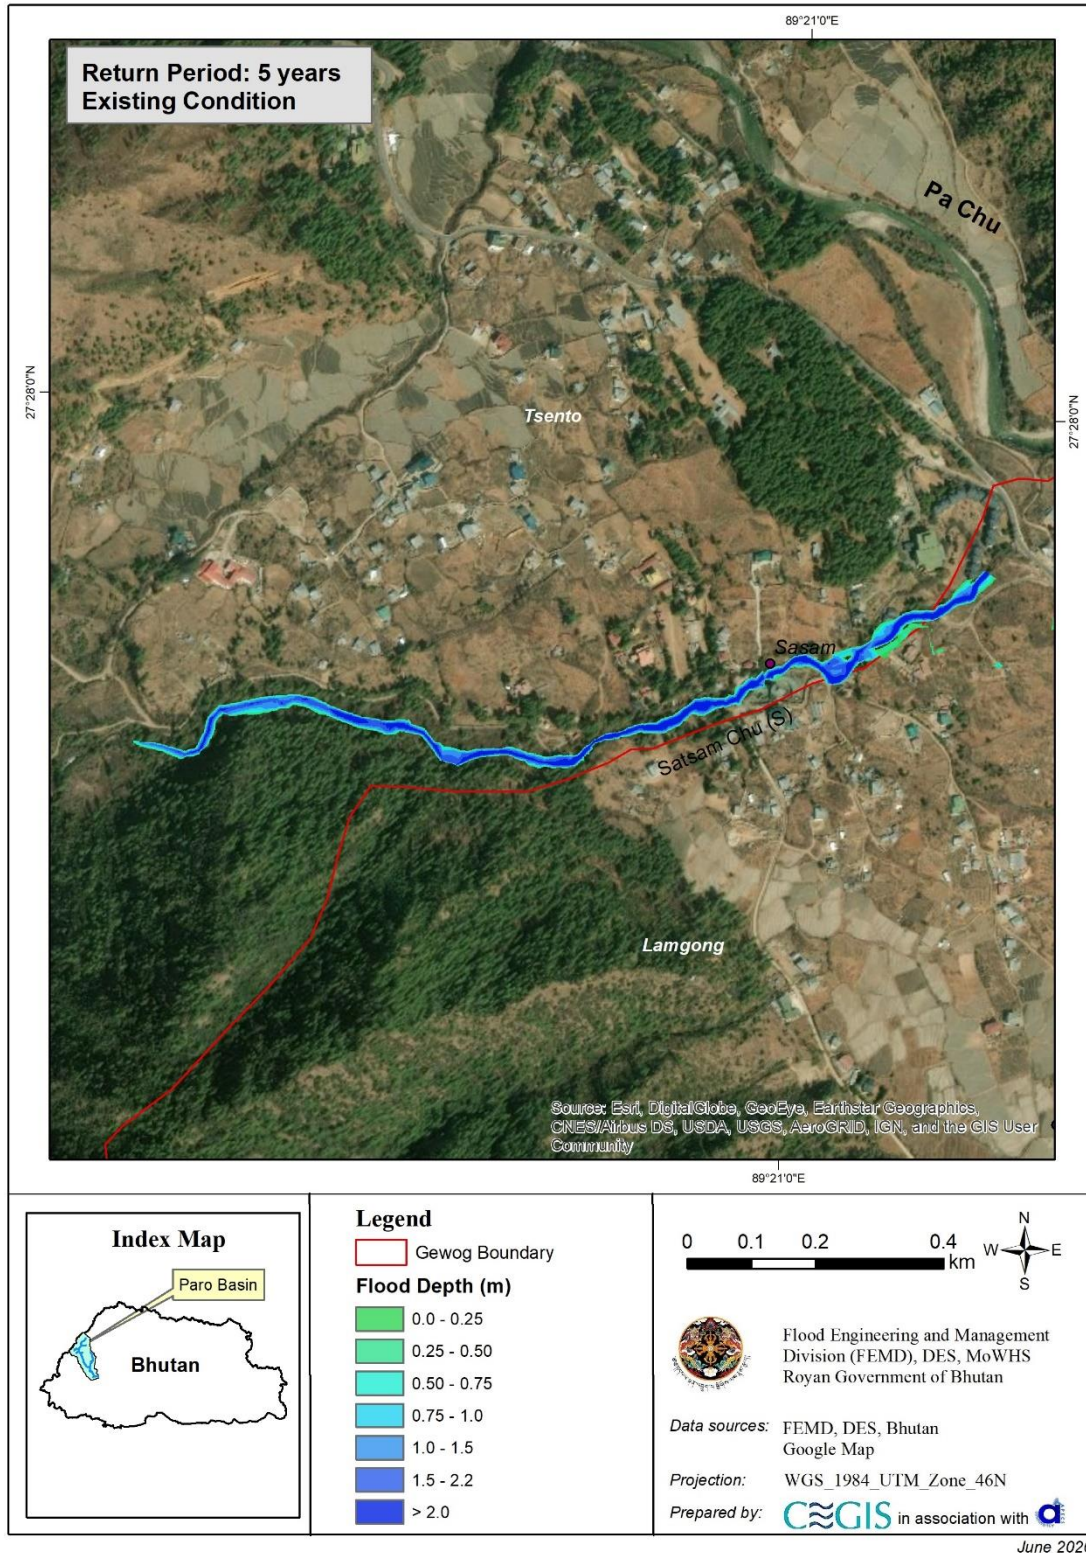 89°21'0"E
Return Period: 5 years
Existing Condition
Pa Chu
27°28'0"N
27°28'0"N
Tsento
Sasam
Satsam Chu (S)
Lamgong
Source: Esri, DigitalGlobe, GeoEye, Earthstar Geographics,
CNES/Airbus DS, USDA, USGS, AeroGRID, IGN, and the GIS User
Community
89°21'0"E
Index Map
Paro Basin
Bhutan
Legend
Gewog Boundary
Flood Depth (m)
0.0 - 0.25
0.25 - 0.50
0.50 - 0.75
0.75 - 1.0
1.0 - 1.5
1.5 - 2.2
> 2.0
0 0.1 0.2 0.4
km
N
W E
S
Flood Engineering and Management
Division (FEMD), DES, MoWHS
Royan Government of Bhutan
Data sources: FEMD, DES, Bhutan
Google Map
Projection: WGS_1984_UTM_Zone_46N
Prepared by: CEGIS in association with a